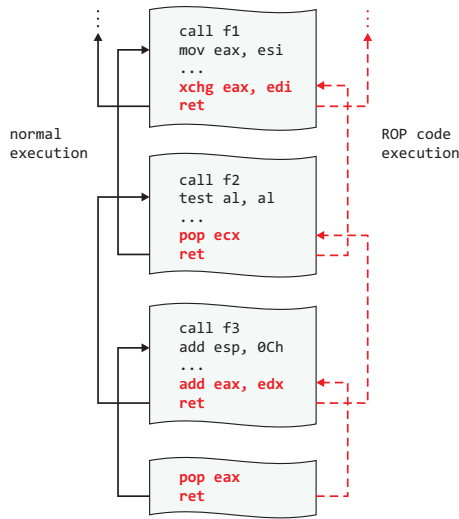 call f1
mov eax, esi
...
xchg eax, edi
ret
normal
execution
ROP code
execution
call f2
test al, al
...
pop ecx
ret
call f3
add esp, 0Ch
...
add eax, edx
ret
pop eax
ret